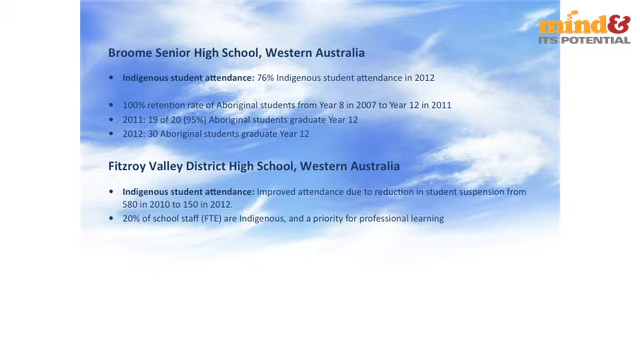 mind&
ITS POTENTIAL
Broome Senior High School, Western Australia
• Indigenous student attendance: 76% Indigenous student attendance in 2012
• 100% retention rate of Aboriginal students from Year 8 in 2007 to Year 12 in 2011
• 2011: 19 of 20 (95%) Aboriginal students graduate Year 12
• 2012: 30 Aboriginal students graduate Year 12
Fitzroy Valley District High School, Western Australia
• Indigenous student attendance: Improved attendance due to reduction in student suspension from
580 in 2010 to 150 in 2012.
• 20% of school staff (FTE) are Indigenous, and a priority for professional learning